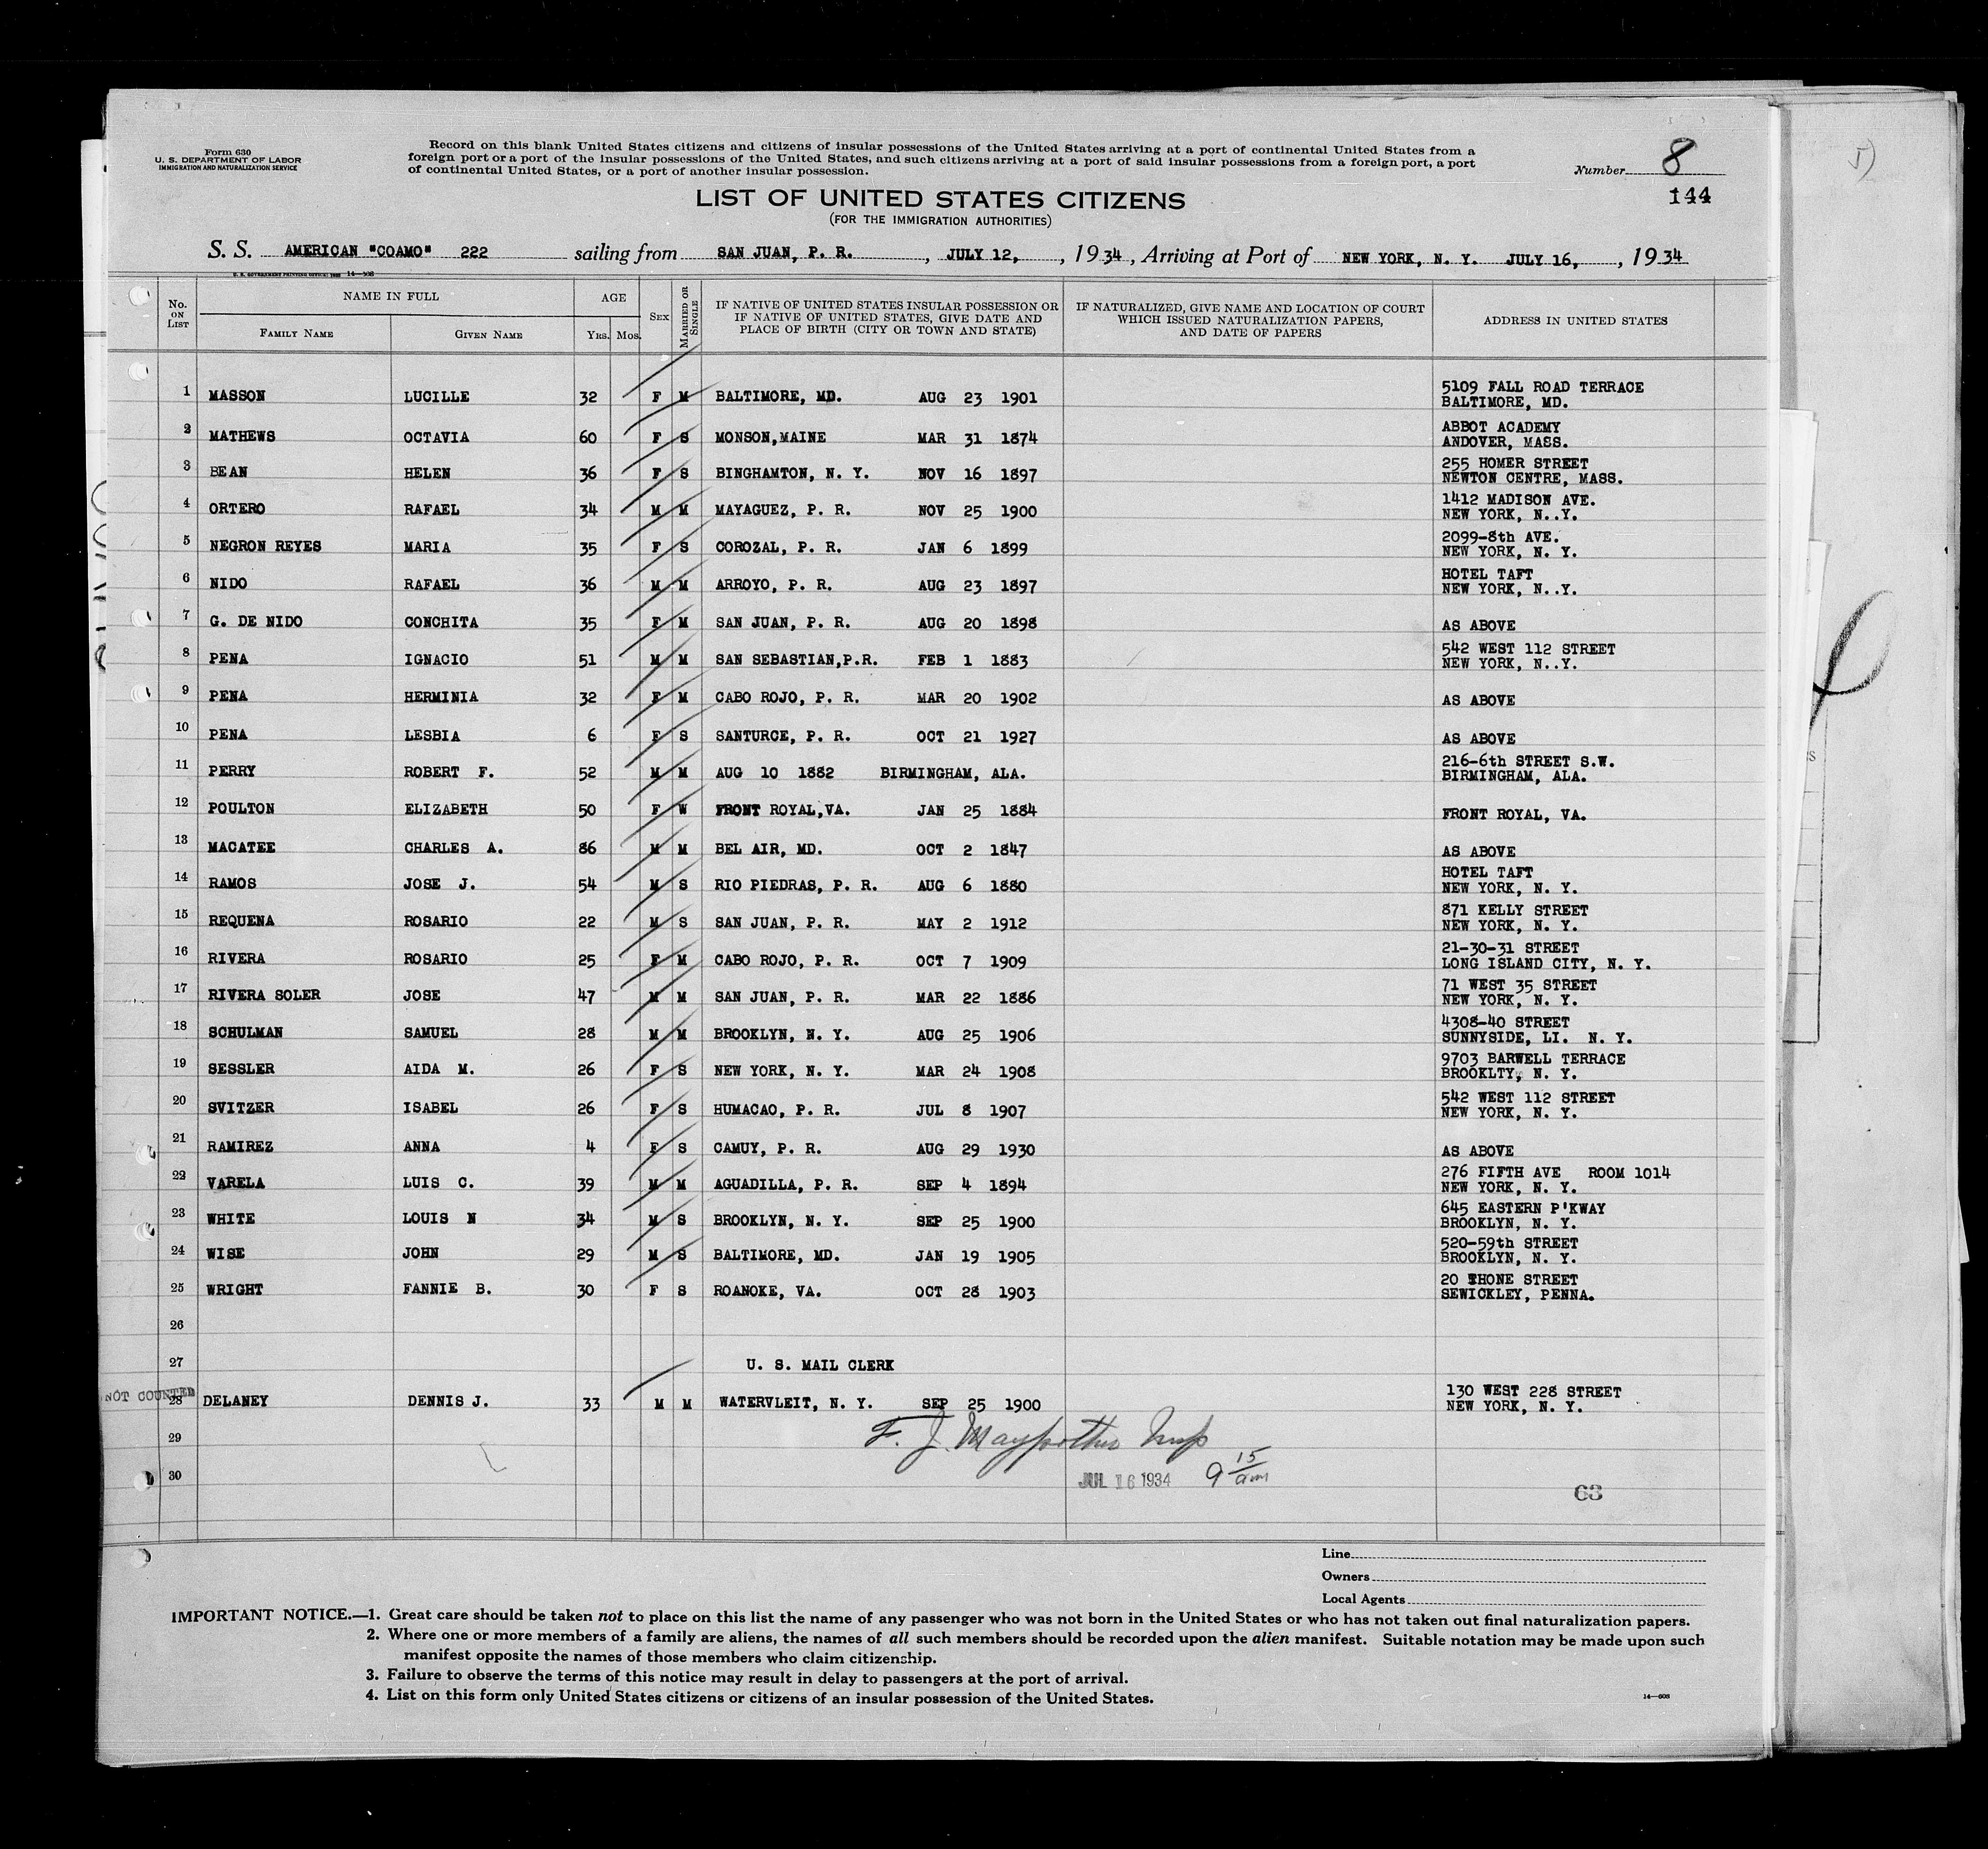 Form 630
U. S. DEPARTMENT OF LABOR
IMMIGRATION AND NATURALIZATION SERVICE
Record on this blank United States citizens and citizens of insular possessions of the United States arriving at a port of continental United States from a
foreign port or a port of the insular possessions of the United States, and such citizens arriving at a port of said insular possessions from a foreign port, a port
of continental United States, or a port of another insular possession.
Number 8
144
LIST OF UNITED STATES CITIZENS
(FOR THE IMMIGRATION AUTHORITIES)
S. S. AMERICAN "COAMO" 222 sailing from SAN JUAN, P. R. , JULY 12, , 1934, Arriving at Port of NEW YORK, N. Y. JULY 16, , 1934
U. S. GOVERNMENT PRINTING OFFICE: 14—508
No. ON LIST
NAME IN FULL
FAMILY NAME
GIVEN NAME
AGE
YRS. MOS.
SEX
MARRIED OR SINGLE
IF NATIVE OF UNITED STATES INSULAR POSSESSION OR
IF NATIVE OF UNITED STATES, GIVE DATE AND
PLACE OF BIRTH (CITY OR TOWN AND STATE)
IF NATURALIZED, GIVE NAME AND LOCATION OF COURT
WHICH ISSUED NATURALIZATION PAPERS,
AND DATE OF PAPERS
ADDRESS IN UNITED STATES
1 MASSON LUCILLE 32 F M BALTIMORE, MD. AUG 23 1901 5109 FALL ROAD TERRACE
BALTIMORE, MD.
2 MATHEWS OCTAVIA 60 F S MONSON,MAINE MAR 31 1874 ABBOT ACADEMY
ANDOVER, MASS.
3 BEAN HELEN 36 F S BINGHAMTON, N. Y. NOV 16 1897 255 HOMER STREET
NEWTON CENTRE, MASS.
4 ORTERO RAFAEL 34 M M MAYAGUEZ, P. R. NOV 25 1900 1412 MADISON AVE.
NEW YORK, N..Y.
5 NEGRON REYES MARIA 35 F S COROZAL, P. R. JAN 6 1899 2099-8th AVE.
NEW YORK, N. Y.
6 NIDO RAFAEL 36 M M ARROYO, P. R. AUG 23 1897 HOTEL TAFT
NEW YORK, N..Y.
7 G. DE NIDO CONCHITA 35 F M SAN JUAN, P. R. AUG 20 1898 AS ABOVE
8 PENA IGNACIO 51 M M SAN SEBASTIAN,P.R. FEB 1 1883 542 WEST 112 STREET
NEW YORK, N..Y.
9 PENA HERMINIA 32 F M CABO ROJO, P. R. MAR 20 1902 AS ABOVE
10 PENA LESBIA 6 F S SANTURCE, P. R. OCT 21 1927 AS ABOVE
11 PERRY ROBERT F. 52 M M AUG 10 1882 BIRMINGHAM, ALA. 216-6th STREET S.W.
BIRMINGHAM, ALA.
12 POULTON ELIZABETH 50 F W FRONT ROYAL,VA. JAN 25 1884 FRONT ROYAL, VA.
13 MACATEE CHARLES A. 86 M M BEL AIR, MD. OCT 2 1847 AS ABOVE
14 RAMOS JOSE J. 54 M S RIO PIEDRAS, P. R. AUG 6 1880 HOTEL TAFT
NEW YORK, N. Y.
15 REQUENA ROSARIO 22 M S SAN JUAN, P. R. MAY 2 1912 871 KELLY STREET
NEW YORK, N. Y.
16 RIVERA ROSARIO 25 F M CABO ROJO, P. R. OCT 7 1909 21-30-31 STREET
LONG ISLAND CITY, N. Y.
17 RIVERA SOLER JOSE 47 M M SAN JUAN, P. R. MAR 22 1886 71 WEST 35 STREET
NEW YORK, N. Y.
18 SCHULMAN SAMUEL 28 M M BROOKLYN, N. Y. AUG 25 1906 4308-40 STREET
SUNNYSIDE, LI. N. Y.
19 SESSLER AIDA M. 26 F S NEW YORK, N. Y. MAR 24 1908 9703 BARWELL TERRACE
BROOKLTY, N. Y.
20 SVITZER ISABEL 26 F S HUMACAO, P. R. JUL 8 1907 542 WEST 112 STREET
NEW YORK, N. Y.
21 RAMIREZ ANNA 4 F S CAMUY, P. R. AUG 29 1930 AS ABOVE
22 VARELA LUIS C. 39 M M AGUADILLA, P. R. SEP 4 1894 276 FIFTH AVE ROOM 1014
NEW YORK, N. Y.
23 WHITE LOUIS N 34 M S BROOKLYN, N. Y. SEP 25 1900 645 EASTERN P'KWAY
BROOKLYN, N. Y.
24 WISE JOHN 29 M S BALTIMORE, MD. JAN 19 1905 520-59th STREET
BROOKLYN, N. Y.
25 WRIGHT FANNIE B. 30 F S ROANOKE, VA. OCT 28 1903 20 THONE STREET
SEWICKLEY, PENNA.
26
27 U. S. MAIL CLERK
NOT COUNTED 28 DELANEY DENNIS J. 33 M M WATERVLEIT, N. Y. SEP 25 1900 130 WEST 228 STREET
NEW YORK, N. Y.
29 F. J.
30 JUL 16 1934 9 15 am
63
Line
Owners
Local Agents
IMPORTANT NOTICE.—1. Great care should be taken not to place on this list the name of any passenger who was not born in the United States or who has not taken out final naturalization papers.
2. Where one or more members of a family are aliens, the names of all such members should be recorded upon the alien manifest. Suitable notation may be made upon such
manifest opposite the names of those members who claim citizenship.
3. Failure to observe the terms of this notice may result in delay to passengers at the port of arrival.
4. List on this form only United States citizens or citizens of an insular possession of the United States.
14—508